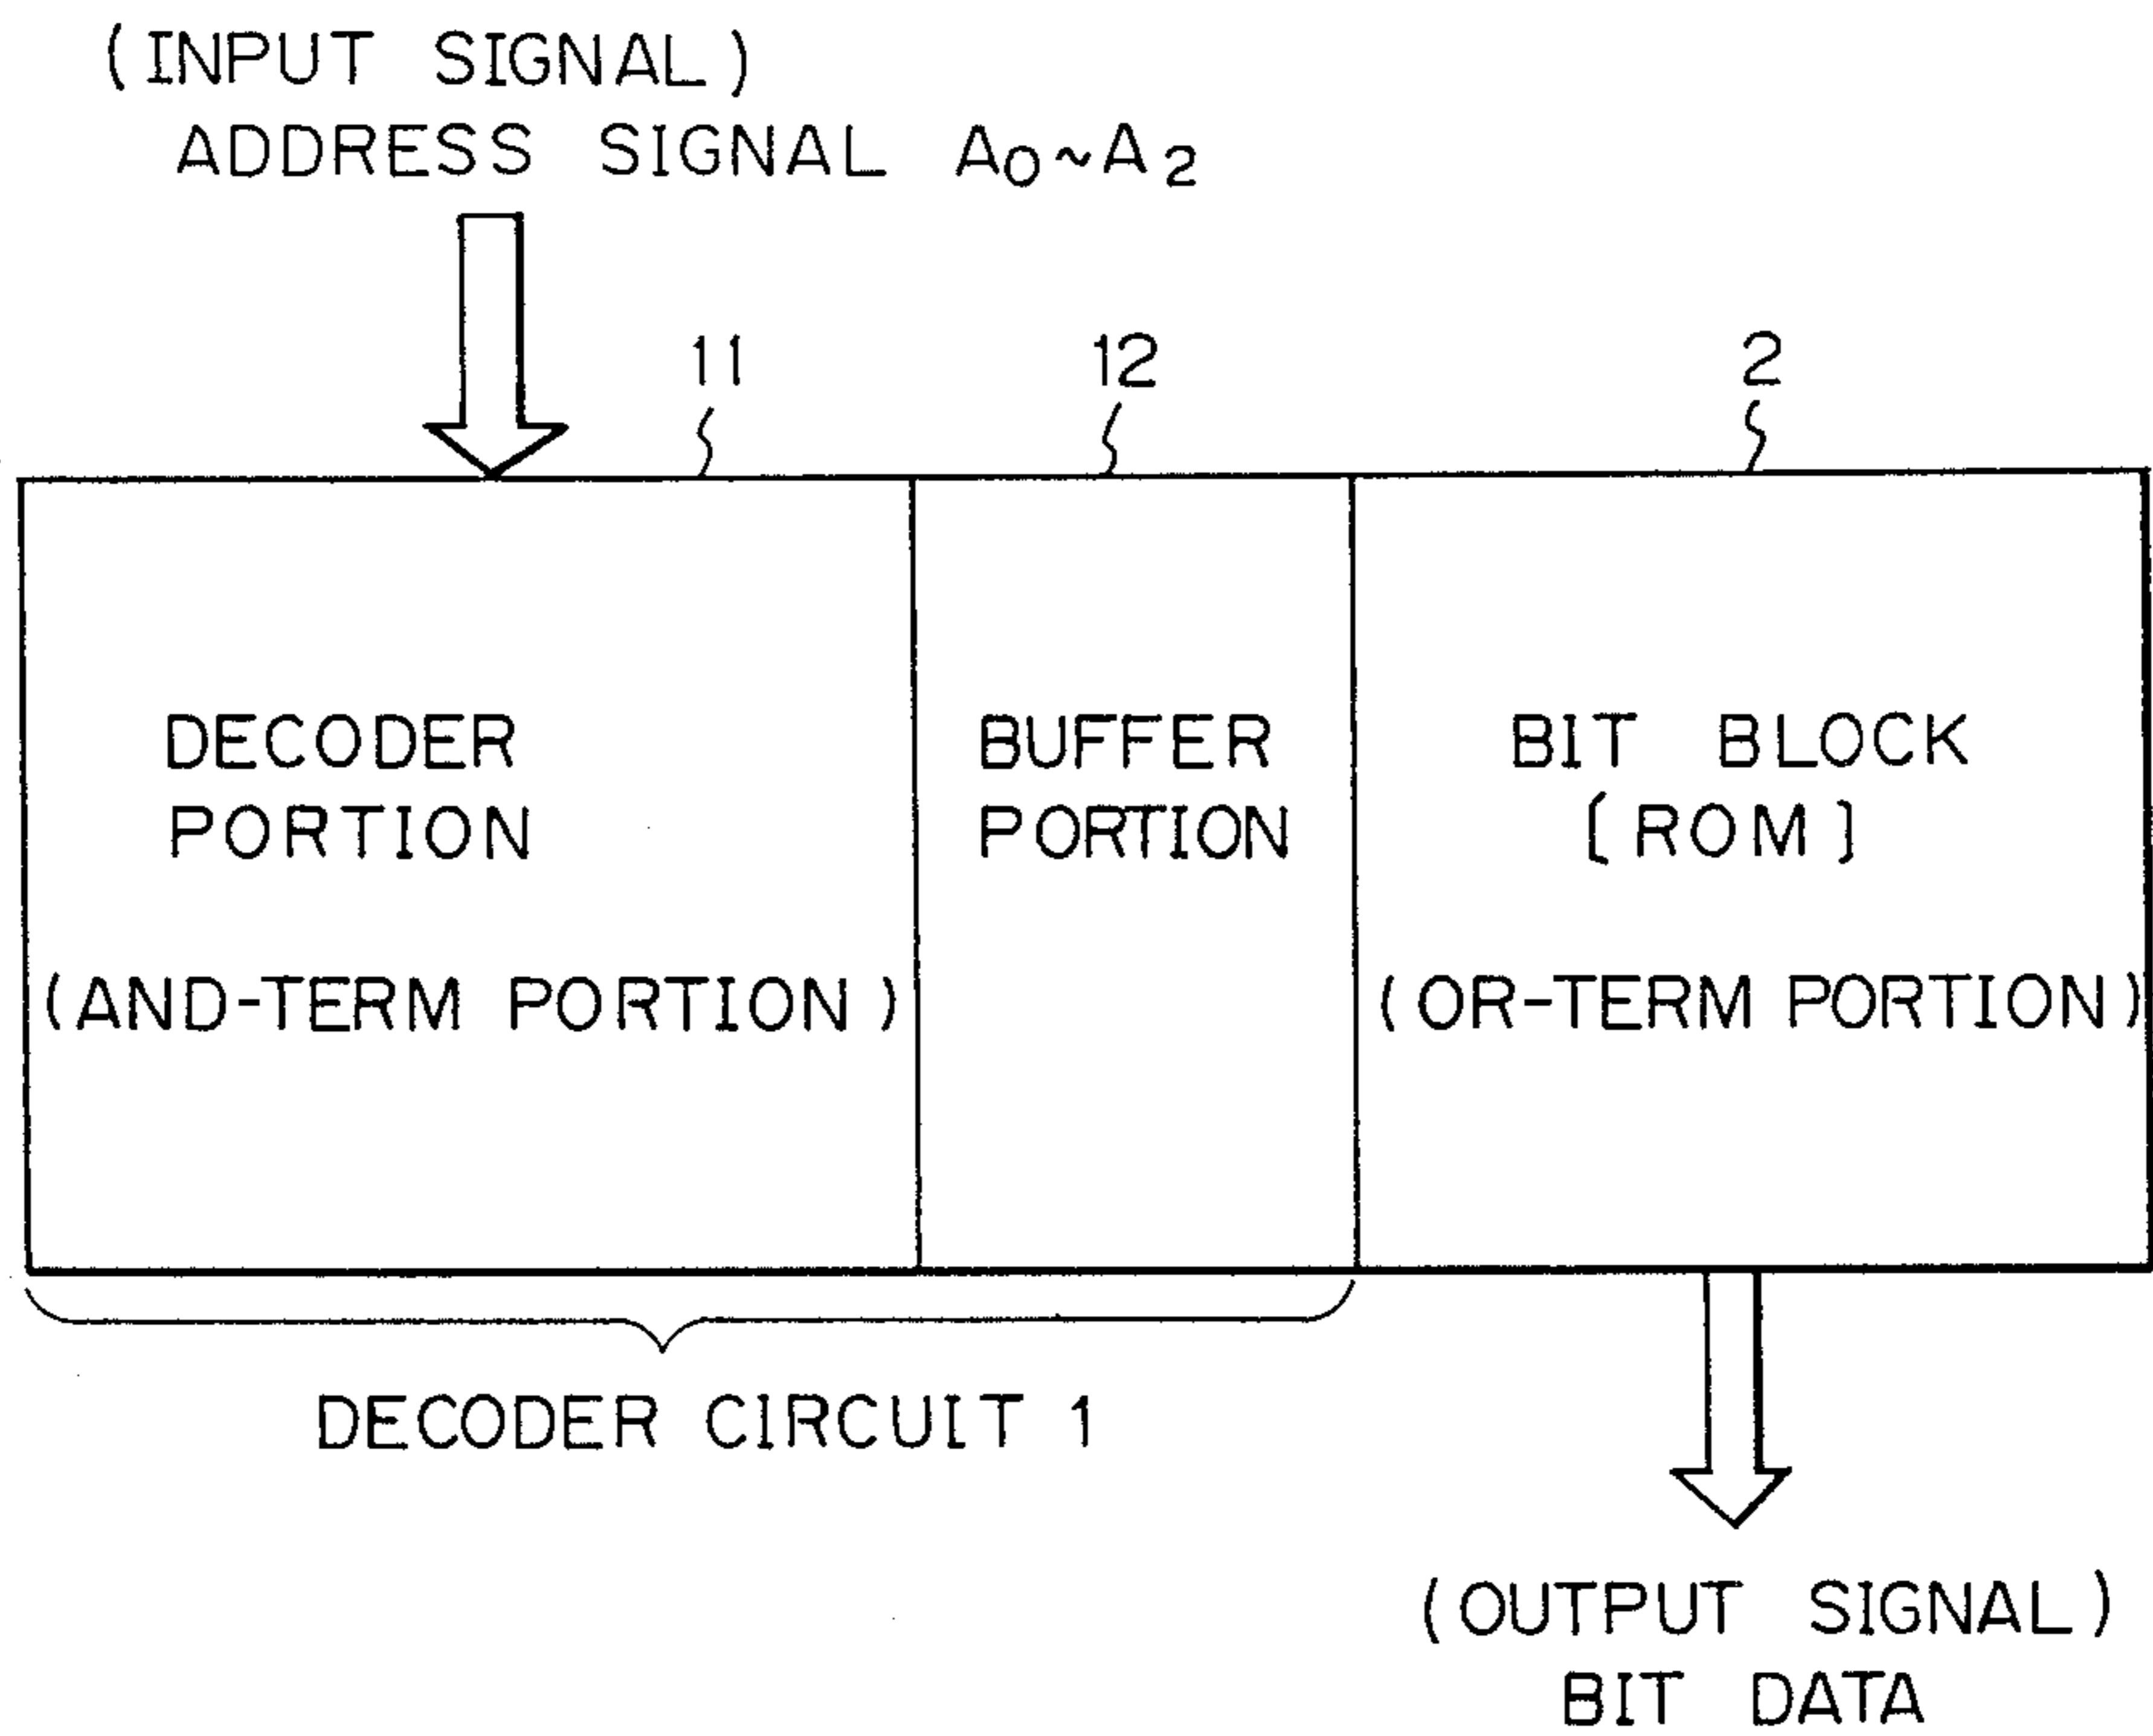 (INPUT SIGNAL)
ADDRESS SIGNAL A0~A2
11
12
2
DECODER
PORTION
(AND-TERM PORTION)
BUFFER
PORTION
BIT BLOCK
[ROM]
(OR-TERM PORTION)
DECODER CIRCUIT 1
(OUTPUT SIGNAL)
BIT DATA